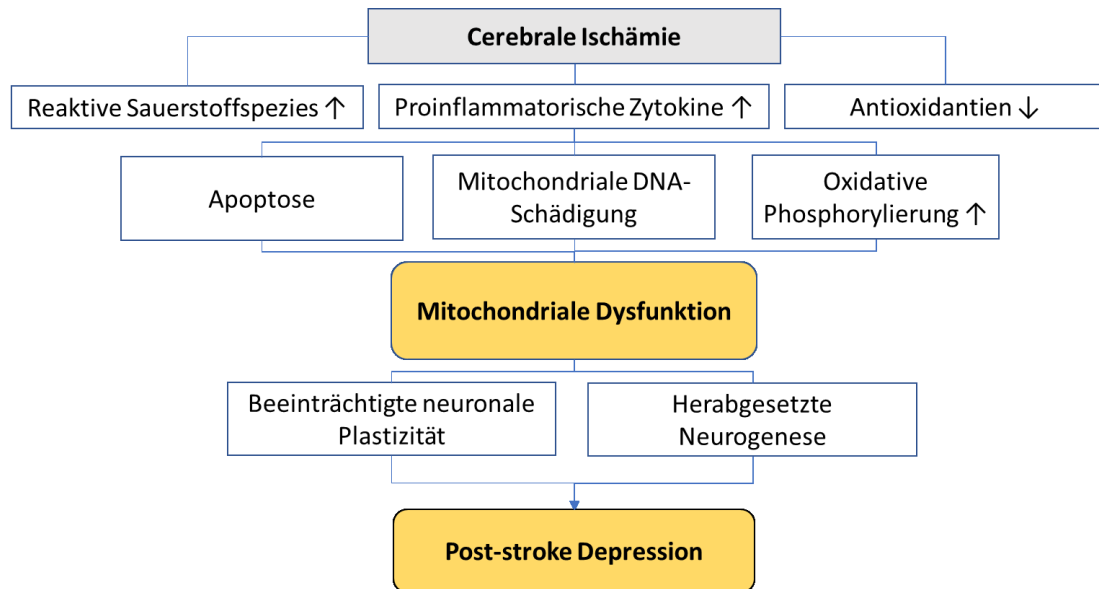 Cerebrale Ischämie
Reaktive Sauerstoffspezies ↑
Proinflammatorische Zytokine ↑
Antioxidantien ↓
Apoptose
Mitochondriale DNA-
Schädigung
Oxidative
Phosphorylierung ↑
Mitochondriale Dysfunktion
Beeinträchtigte neuronale
Plastizität
Herabgesetzte
Neurogenese
Post-stroke Depression